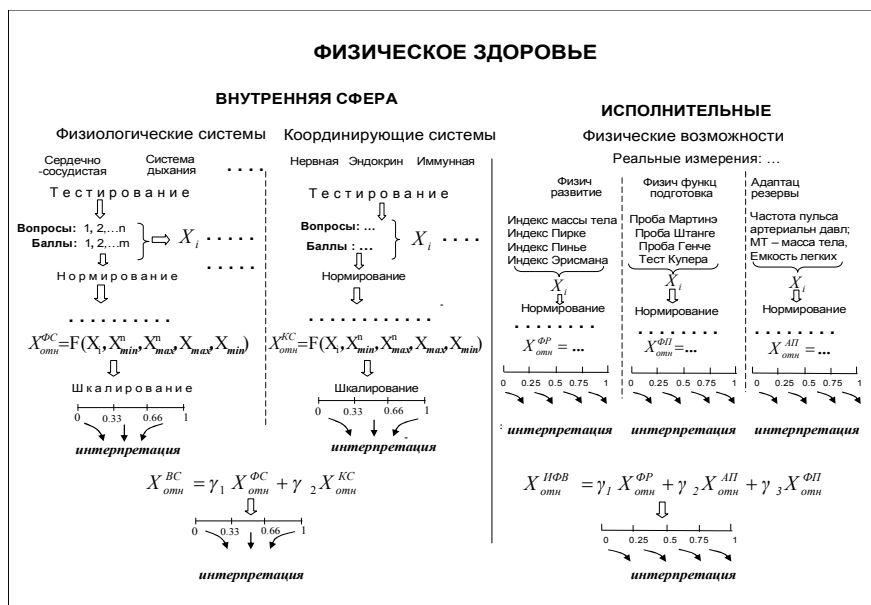 ФИЗИЧЕСКОЕ ЗДОРОВЬЕ
ВНУТРЕННЯЯ СФЕРА
Физиологические системы
Сердечно
-сосудистая
Система
дыхания
. . . .
Тестирование
Вопросы: 1, 2,...n
Баллы: 1, 2,...m
X_i
. . . . .
. . . . .
Нормирование
. . . . . . . . . .
X_отн^ФС=F(X_i, X_min^n, X_max^n, X_max, X_min)
Шкалирование
0 0.33 0.66 1
интерпретация
Координирующие системы
Нервная Эндокрин Иммунная
Тестирование
Вопросы: ...
Баллы : ...
X_i
. . . . .
Нормирование
. . . . . . . . . .
X_отн^КС=F(X_i, X_min^n, X_max^n, X_max, X_min)
Шкалирование
0 0.33 0.66 1
интерпретация
X_отн^ВС = γ_1 X_отн^ФС + γ_2 X_отн^КС
0 0.33 0.66 1
интерпретация
ИСПОЛНИТЕЛЬНЫЕ
Физические возможности
Реальные измерения: ...
Физич
развитие
Индекс массы тела
Индекс Пирке
Индекс Пинье
Индекс Эрисмана
X_i
Нормирование
. . . . . . . .
X_отн^ФР = ...
0 0.25 0.5 0.75 1
: интерпретация
Физич функц
подготовка
Проба Мартинэ
Проба Штанге
Проба Генче
Тест Купера
X_i
Нормирование
. . . . . . . .
X_отн^ФП=...
0 0.25 0.5 0.75 1
интерпретация
Адаптац
резервы
Частота пульса
артериальн давл;
МТ – масса тела,
Емкость легких
X_i
Нормирование
. . . . . . . .
X_отн^АП = ...
0 0.25 0.5 0.75 1
интерпретация
X_отн^ИФВ = γ_1 X_отн^ФР + γ_2 X_отн^АП + γ_3 X_отн^ФП
0 0.25 0.5 0.75 1
интерпретация